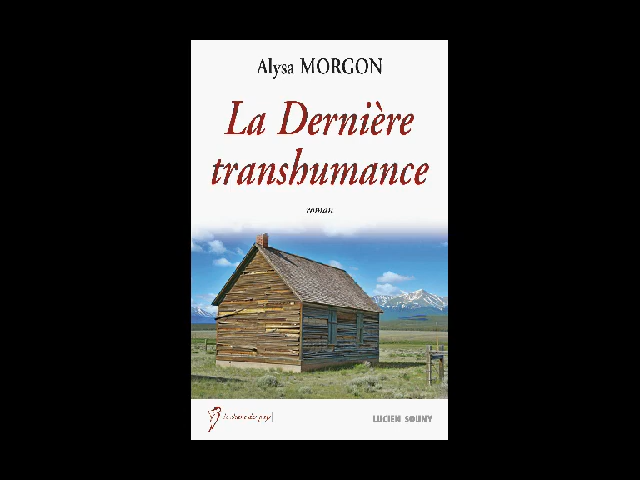 Alysa MORGON
La Dernière
transhumance
roman
LUCIEN SOUNY